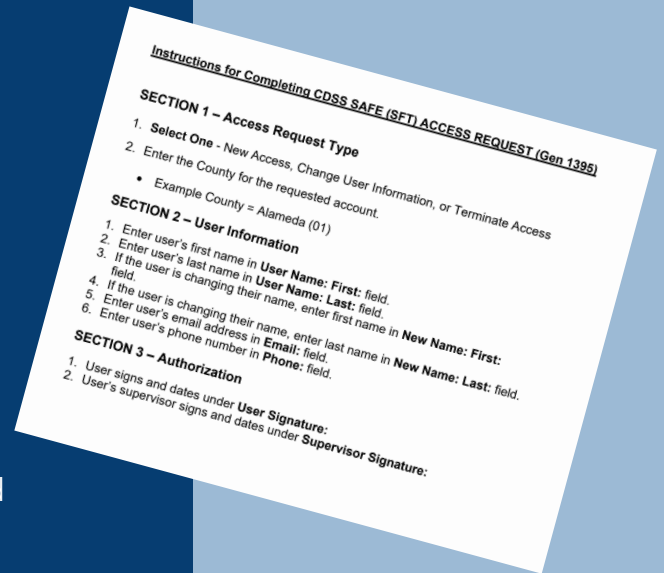 Instructions for Completing CDSS SAFE (SFT) ACCESS REQUEST (Gen 1395)
SECTION 1 – Access Request Type
1. Select One - New Access, Change User Information, or Terminate Access
2. Enter the County for the requested account.
• Example County = Alameda (01)
SECTION 2 – User Information
1. Enter user's first name in User Name: First: field.
2. Enter user's last name in User Name: Last: field.
3. If the user is changing their name, enter first name in New Name: First:
field.
4. If the user is changing their name, enter last name in New Name: Last: field.
5. Enter user's email address in Email: field.
6. Enter user's phone number in Phone: field.
SECTION 3 – Authorization
1. User signs and dates under User Signature:
2. User's supervisor signs and dates under Supervisor Signature: